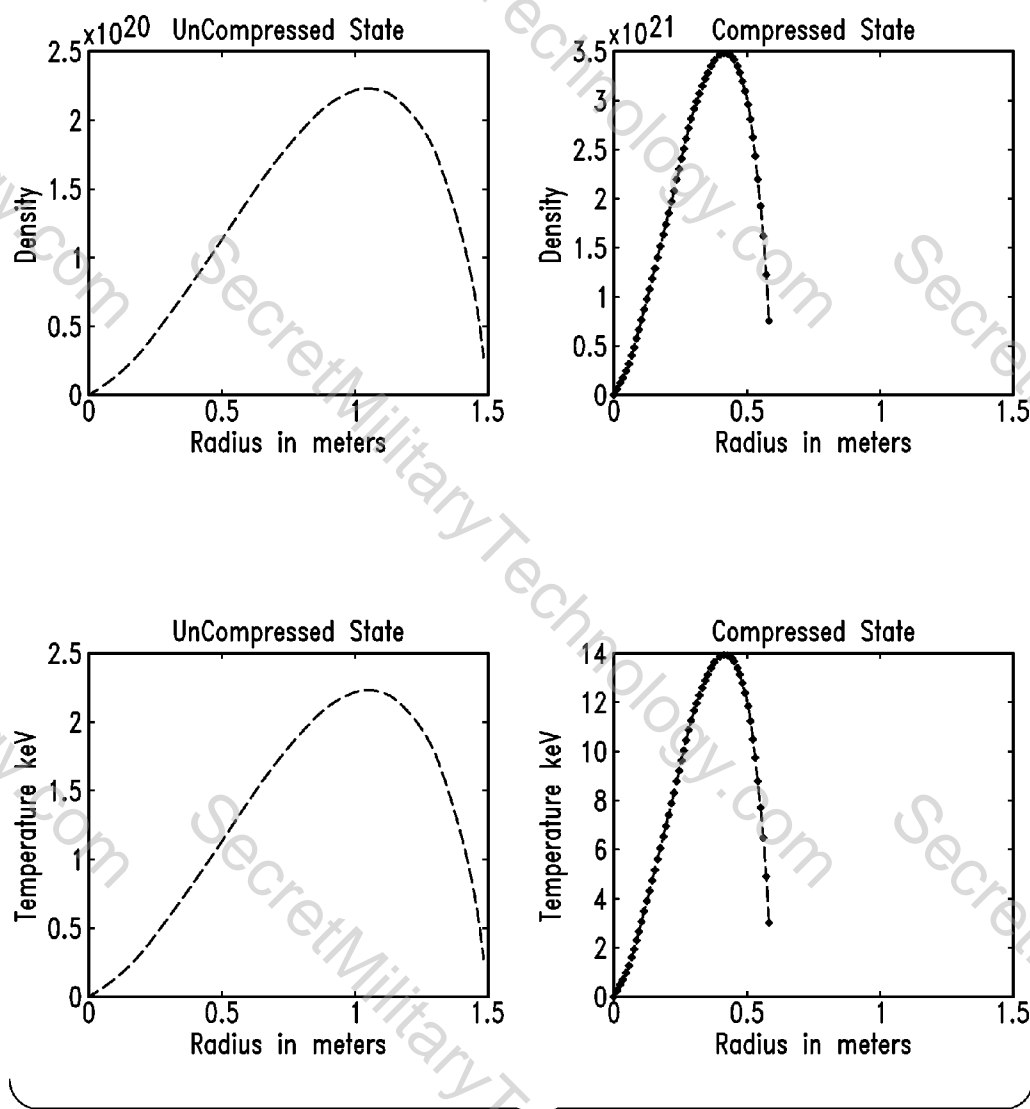 x10^20 UnCompressed State
2.5
2
1.5
1
0.5
0
Density
0 0.5 1 1.5
Radius in meters
x10^21 Compressed State
3.5
3
2.5
2
1.5
1
0.5
0
Density
0 0.5 1 1.5
Radius in meters
UnCompressed State
2.5
2
1.5
1
0.5
0
Temperature keV
0 0.5 1 1.5
Radius in meters
Compressed State
14
12
10
8
6
4
2
0
Temperature keV
0 0.5 1 1.5
Radius in meters
SecretMilitaryTechnology.com